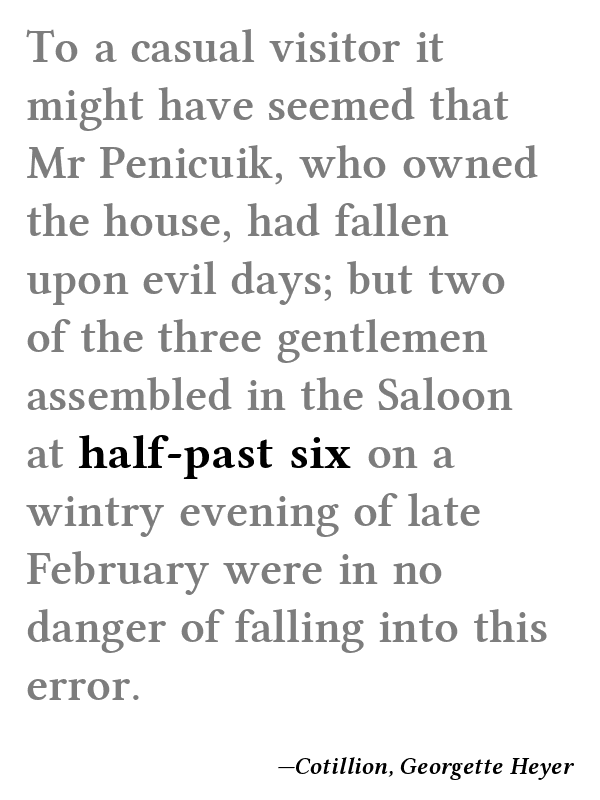 To a casual visitor it
might have seemed that
Mr Penicuik, who owned
the house, had fallen
upon evil days; but two
of the three gentlemen
assembled in the Saloon
at half-past six on a
wintry evening of late
February were in no
danger of falling into this
error.
—Cotillion, Georgette Heyer